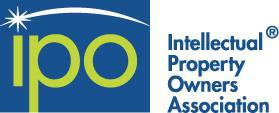 ipo
Intellectual ®
Property
Owners
Association